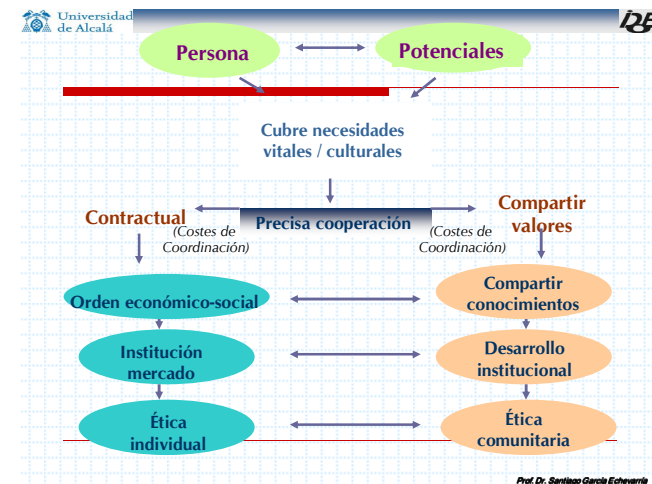 Universidad
de Alcalá
Persona
Potenciales
Cubre necesidades
vitales / culturales
Contractual
(Costes de
Coordinación)
Precisa cooperación
(Costes de
Coordinación)
Compartir
valores
Orden económico-social
Compartir
conocimientos
Institución
mercado
Desarrollo
institucional
Ética
individual
Ética
comunitaria
Prof. Dr. Santiago García Echevarría